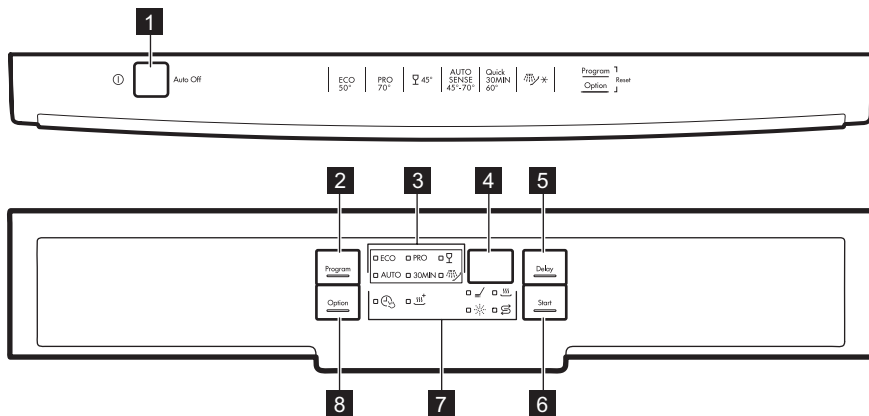 1
Auto Off
ECO 50°
PRO 70°
45°
AUTO SENSE 45°-70°
Quick 30MIN 60°
Program
Option
Reset
2
3
4
5
Program
ECO PRO
AUTO 30MIN
Delay
Option
Start
8
7
6